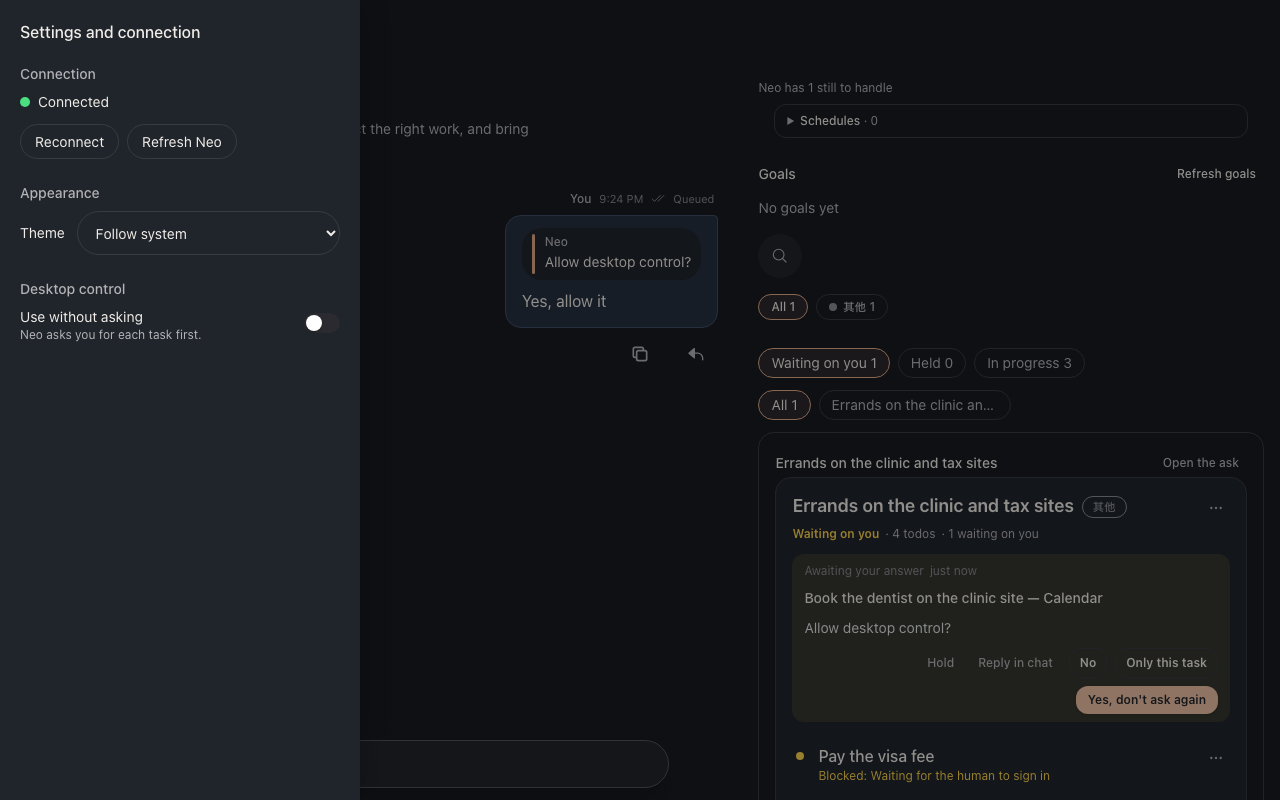 Settings and connection
Connection
Connected
Reconnect
Refresh Neo
Appearance
Theme
Follow system
Desktop control
Use without asking
Neo asks you for each task first.
t the right work, and bring
You 9:24 PM Queued
Neo
Allow desktop control?
Yes, allow it
Neo has 1 still to handle
Schedules · 0
Goals
Refresh goals
No goals yet
All 1
其他 1
Waiting on you 1
Held 0
In progress 3
All 1
Errands on the clinic an...
Errands on the clinic and tax sites
Open the ask
Errands on the clinic and tax sites
其他
Waiting on you · 4 todos · 1 waiting on you
Awaiting your answer just now
Book the dentist on the clinic site — Calendar
Allow desktop control?
Hold
Reply in chat
No
Only this task
Yes, don't ask again
Pay the visa fee
Blocked: Waiting for the human to sign in